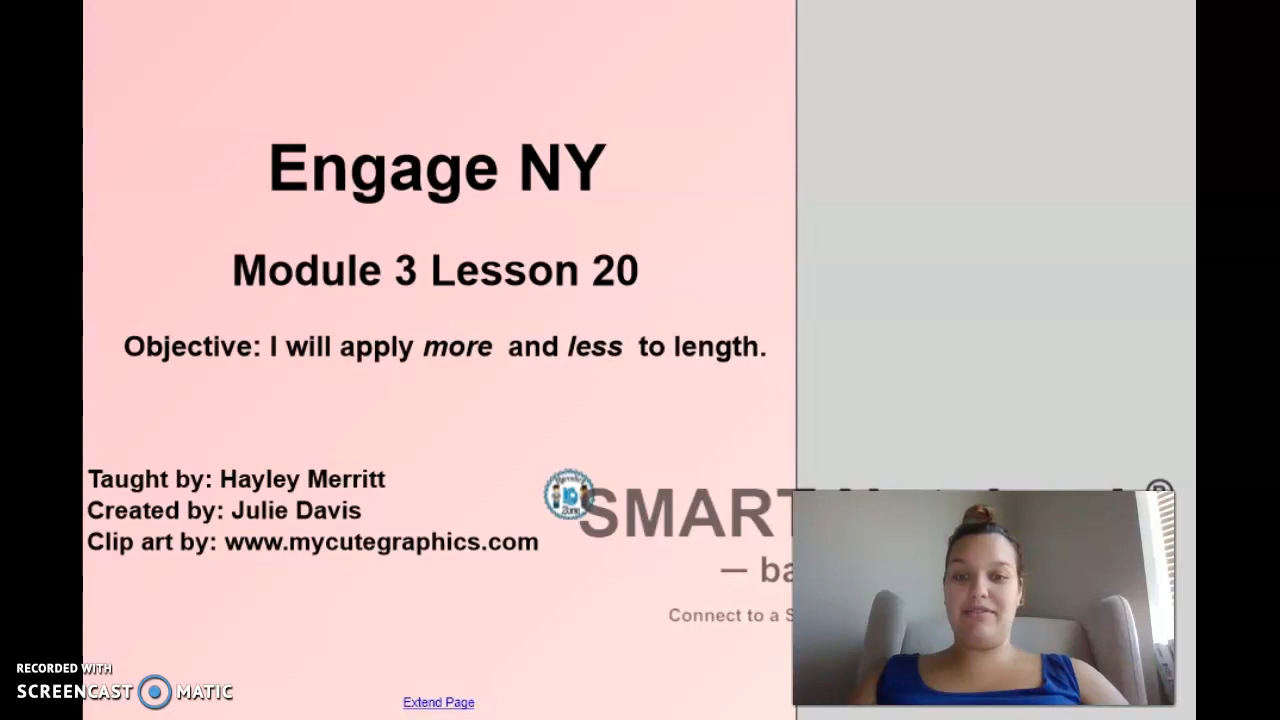 Engage NY
Module 3 Lesson 20
Objective: I will apply more and less to length.
Taught by: Hayley Merritt
Created by: Julie Davis
Clip art by: www.mycutegraphics.com
SMART
— ba
Connect to a S
RECORDED WITH
SCREENCAST MATIC
Extend Page